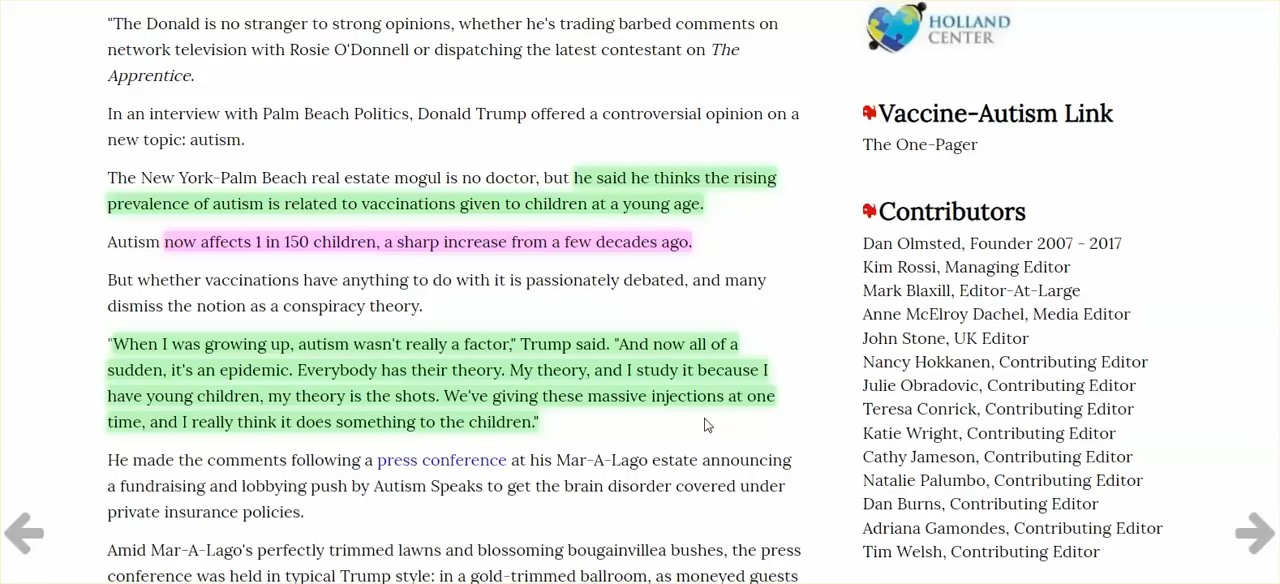 "The Donald is no stranger to strong opinions, whether he's trading barbed comments on
network television with Rosie O'Donnell or dispatching the latest contestant on The
Apprentice.
In an interview with Palm Beach Politics, Donald Trump offered a controversial opinion on a
new topic: autism.
The New York-Palm Beach real estate mogul is no doctor, but he said he thinks the rising
prevalence of autism is related to vaccinations given to children at a young age.
Autism now affects 1 in 150 children, a sharp increase from a few decades ago.
But whether vaccinations have anything to do with it is passionately debated, and many
dismiss the notion as a conspiracy theory.
"When I was growing up, autism wasn't really a factor," Trump said. "And now all of a
sudden, it's an epidemic. Everybody has their theory. My theory, and I study it because I
have young children, my theory is the shots. We've giving these massive injections at one
time, and I really think it does something to the children."
He made the comments following a press conference at his Mar-A-Lago estate announcing
a fundraising and lobbying push by Autism Speaks to get the brain disorder covered under
private insurance policies.
Amid Mar-A-Lago's perfectly trimmed lawns and blossoming bougainvillea bushes, the press
conference was held in typical Trump style: in a gold-trimmed ballroom, as moneyed guests
HOLLAND
CENTER
Vaccine-Autism Link
The One-Pager
Contributors
Dan Olmsted, Founder 2007 - 2017
Kim Rossi, Managing Editor
Mark Blaxill, Editor-At-Large
Anne McElroy Dachel, Media Editor
John Stone, UK Editor
Nancy Hokkanen, Contributing Editor
Julie Obradovic, Contributing Editor
Teresa Conrick, Contributing Editor
Katie Wright, Contributing Editor
Cathy Jameson, Contributing Editor
Natalie Palumbo, Contributing Editor
Dan Burns, Contributing Editor
Adriana Gamondes, Contributing Editor
Tim Welsh, Contributing Editor